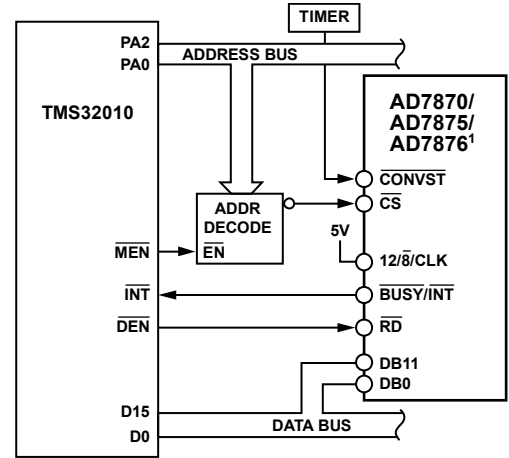 TIMER
PA2
PA0
ADDRESS BUS
TMS32010
AD7870/
AD7875/
AD7876¹
CONVST
CS
ADDR
DECODE
EN
5V
MEN
12/8/CLK
INT
BUSY/INT
DEN
RD
DB11
DB0
D15
D0
DATA BUS